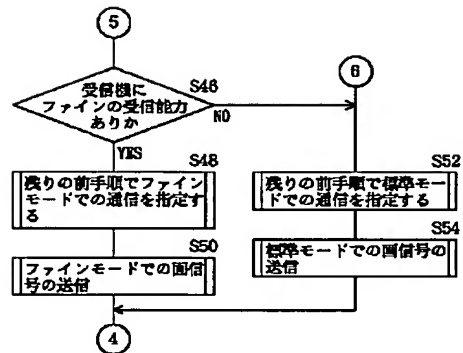 5
受信機に
ファインの受信能力
ありか
S46
NO
6
YES
S48
残りの前手順でファイン
モードでの通信を指定す
る
S52
残りの前手順で標準モー
ドでの通信を指定する
S50
ファインモードでの画信
号の送信
S54
標準モードでの画信号の
送信
4